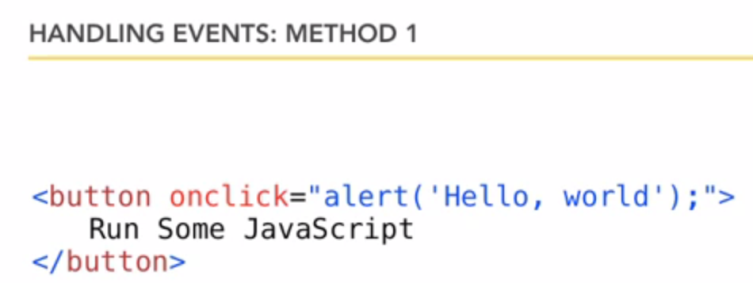 HANDLING EVENTS: METHOD 1
<button onclick="alert('Hello, world');">
Run Some JavaScript
</button>